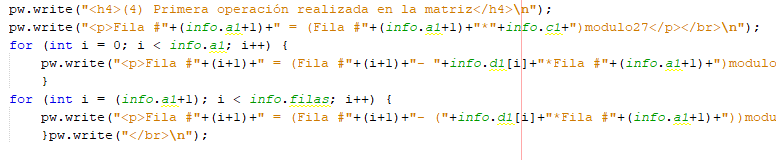 pw.write("<h4>(4) Primera operación realizada en la matriz</h4>\n");
pw.write("<p>Fila #"+(info.a1+1)+" = (Fila #"+(info.a1+1)+"*"+info.c1+")modulo27</p></br>\n");
for (int i = 0; i < info.a1; i++) {
pw.write("<p>Fila #"+(i+1)+" = (Fila #"+(i+1)+"- "+info.d1[i]+"*Fila #"+(info.a1+1)+")modulo
}
for (int i = (info.a1+1); i < info.filas; i++) {
pw.write("<p>Fila #"+(i+1)+" = (Fila #"+(i+1)+"- ("+info.d1[i]+"*Fila #"+(info.a1+1)+"))modu
}pw.write("</br>\n");